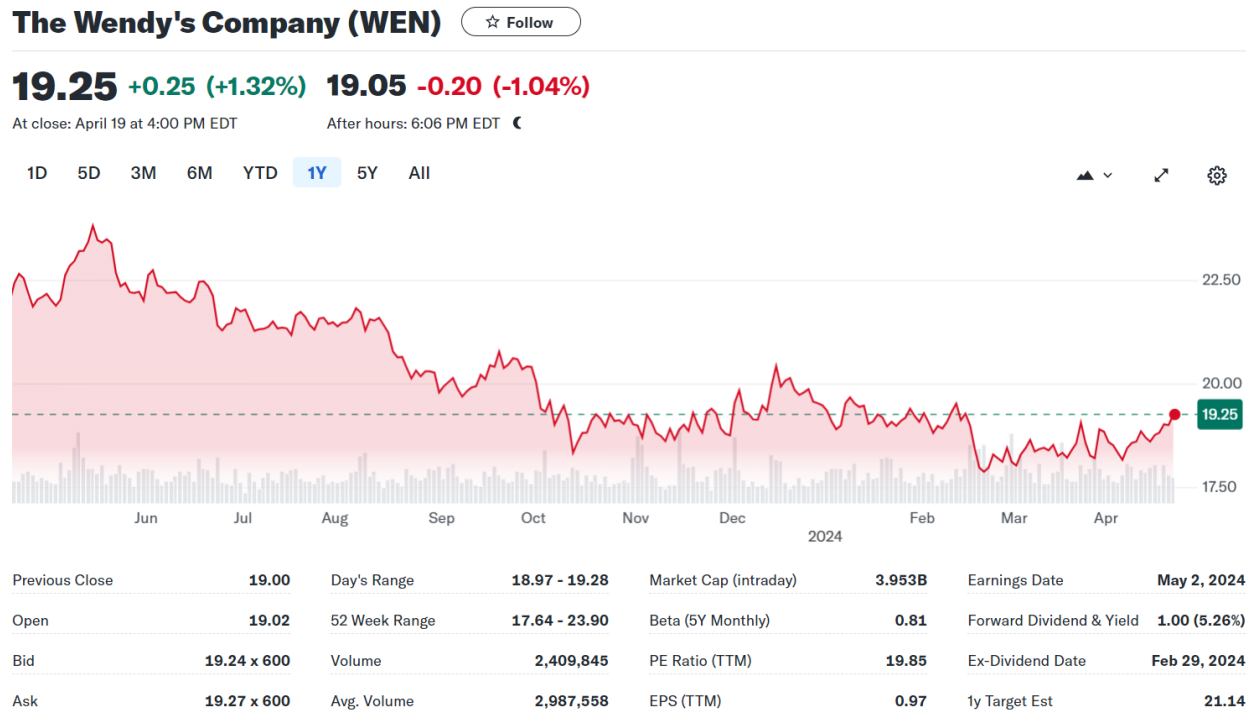 The Wendy's Company (WEN) Follow
19.25 +0.25 (+1.32%) 19.05 -0.20 (-1.04%)
At close: April 19 at 4:00 PM EDT After hours: 6:06 PM EDT
1D 5D 3M 6M YTD 1Y 5Y All
22.50
20.00
19.25
17.50
Jun Jul Aug Sep Oct Nov Dec Feb Mar Apr
2024
Previous Close 19.00 Day's Range 18.97 - 19.28 Market Cap (intraday) 3.953B Earnings Date May 2, 2024
Open 19.02 52 Week Range 17.64 - 23.90 Beta (5Y Monthly) 0.81 Forward Dividend & Yield 1.00 (5.26%)
Bid 19.24 x 600 Volume 2,409,845 PE Ratio (TTM) 19.85 Ex-Dividend Date Feb 29, 2024
Ask 19.27 x 600 Avg. Volume 2,987,558 EPS (TTM) 0.97 1y Target Est 21.14